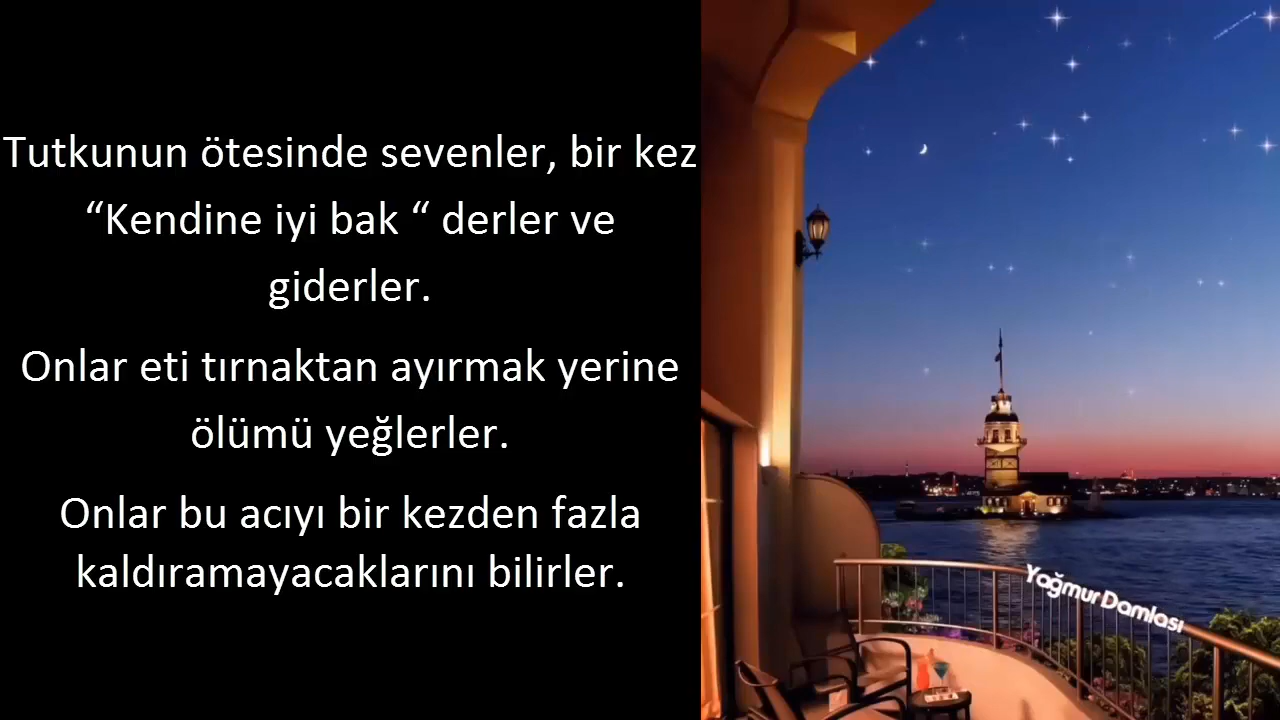 Tutkunun ötesinde sevenler, bir kez
“Kendine iyi bak “ derler ve
giderler.
Onlar eti tırnaktan ayırmak yerine
ölümü yeğlerler.
Onlar bu acıyı bir kezden fazla
kaldıramayacaklarını bilirler.
Yağmur Damlası